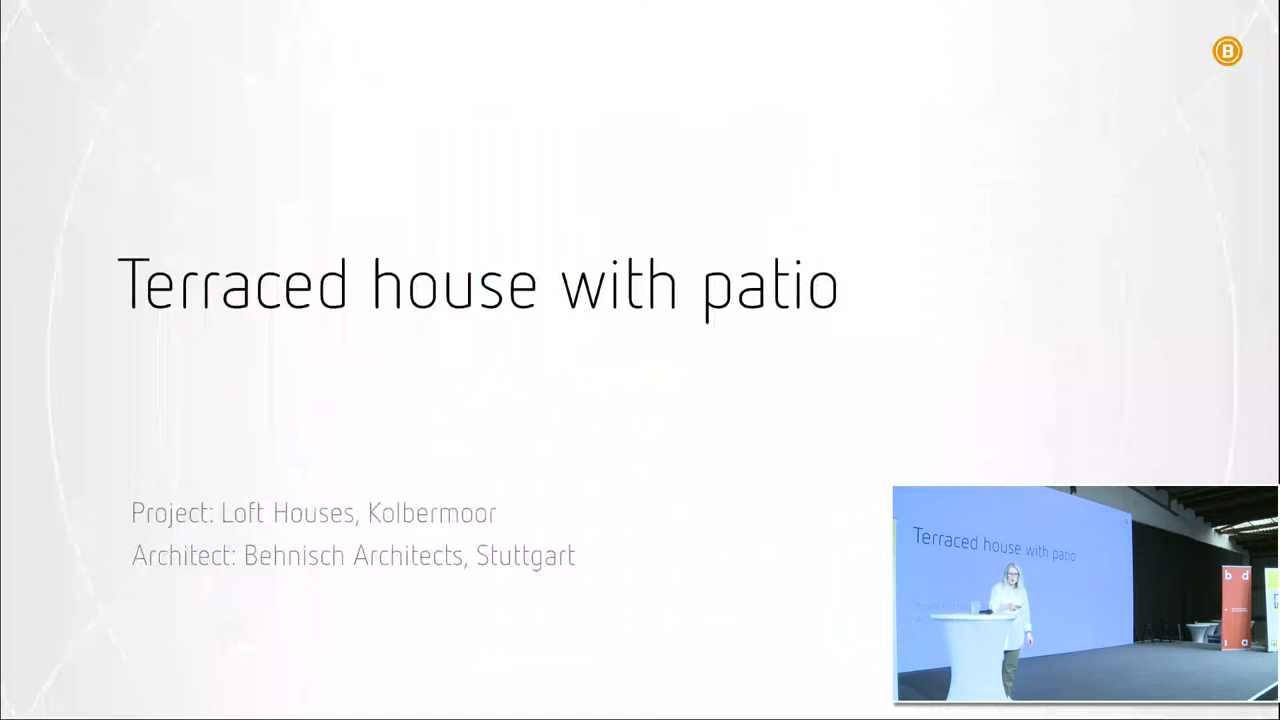 B
Terraced house with patio
Project: Loft Houses, Kolbermoor
Architect: Behnisch Architects, Stuttgart
Terraced house with patio
b d
i a